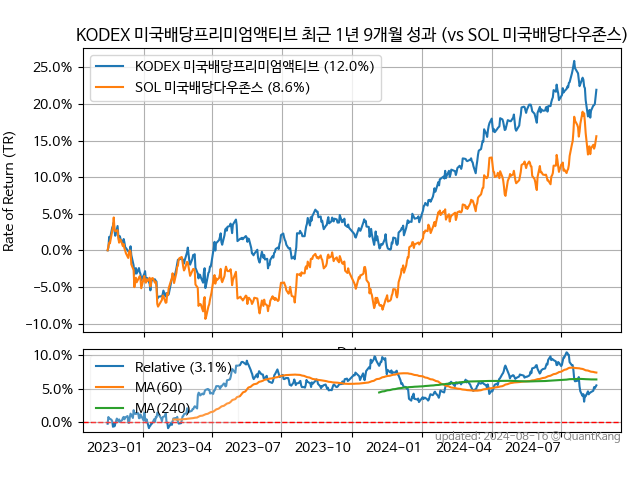 KODEX 미국배당프리미엄액티브 최근 1년 9개월 성과 (vs SOL 미국배당다우존스)
KODEX 미국배당프리미엄액티브 (12.0%)
SOL 미국배당다우존스 (8.6%)
Rate of Return (TR)
25.0%
20.0%
15.0%
10.0%
5.0%
0.0%
−5.0%
−10.0%
Relative (3.1%)
MA(60)
MA(240)
10.0%
5.0%
0.0%
2023-01
2023-04
2023-07
2023-10
2024-01
2024-04
2024-07
updated: 2024-08-16 © QuantKang